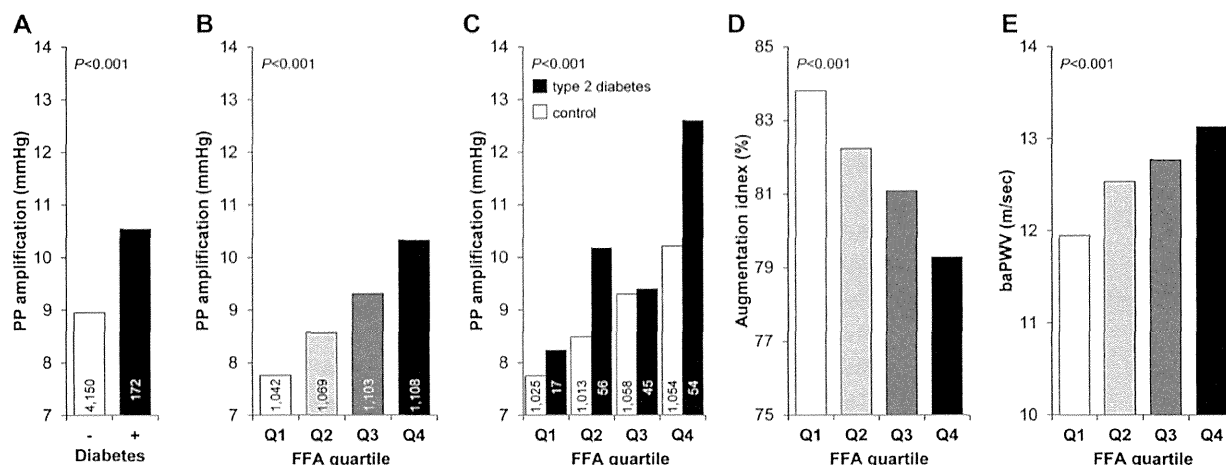 A
PP amplification (mmHg)
14
13
12
11
10
9
8
7
P<0.001
4,150
172
-
+
Diabetes
B
PP amplification (mmHg)
14
13
12
11
10
9
8
7
P<0.001
1,042
1,069
1,103
1,108
Q1 Q2 Q3 Q4
FFA quartile
C
PP amplification (mmHg)
14
13
12
11
10
9
8
7
P<0.001
type 2 diabetes
control
1,025
17
1,013
56
1,058
45
1,054
54
Q1 Q2 Q3 Q4
FFA quartile
D
Augmentation idnex (%)
85
83
81
79
77
75
P<0.001
Q1 Q2 Q3 Q4
FFA quartile
E
baPWV (m/sec)
14
13
12
11
10
P<0.001
Q1 Q2 Q3 Q4
FFA quartile